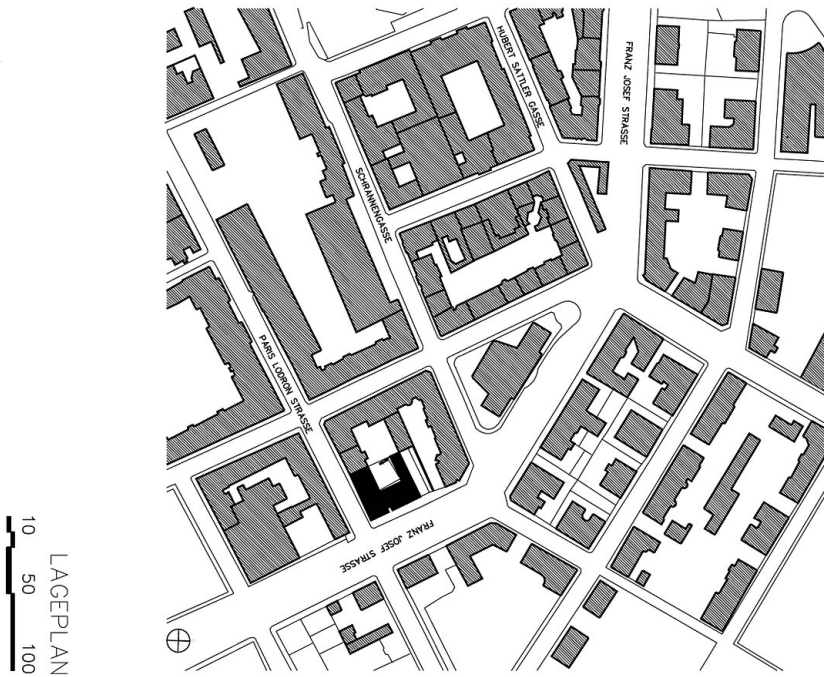 HUBERT SATTLER GASSE
FRANZ JOSEF STRASSE
SCHRANNENGASSE
PARIS LODRON STRASSE
FRANZ JOSEF STRASSE
10
50
100
LAGEPLAN